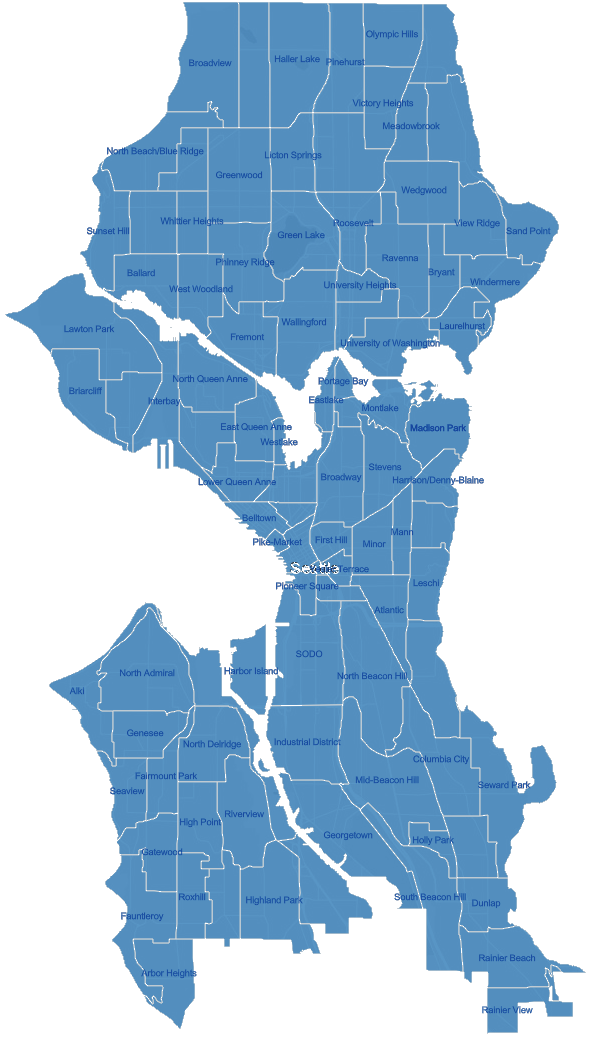 Olympic Hills
Haller Lake
Pinehurst
Broadview
Victory Heights
Meadowbrook
North Beach/Blue Ridge
Licton Springs
Greenwood
Wedgwood
Whittier Heights
Roosevelt
View Ridge
Sunset Hill
Green Lake
Sand Point
Phinney Ridge
Ravenna
Ballard
Bryant
Windermere
West Woodland
University Heights
Lawton Park
Wallingford
Laurelhurst
Fremont
University of Washington
North Queen Anne
Portage Bay
Briarcliff
Interbay
Eastlake
Montlake
East Queen Anne
Madison Park
Westlake
Stevens
Lower Queen Anne
Broadway
Harrison/Denny-Blaine
Belltown
Mann
Pike-Market
First Hill
Minor
Seattle
Terrace
Pioneer Square
Leschi
Atlantic
SODO
Harbor Island
North Admiral
North Beacon Hill
Alki
Genesee
North Delridge
Industrial District
Columbia City
Fairmount Park
Mid-Beacon Hill
Seward Park
Seaview
Riverview
High Point
Georgetown
Holly Park
Gatewood
Roxhill
Highland Park
South Beacon Hill
Dunlap
Fauntleroy
Rainier Beach
Arbor Heights
Rainier View